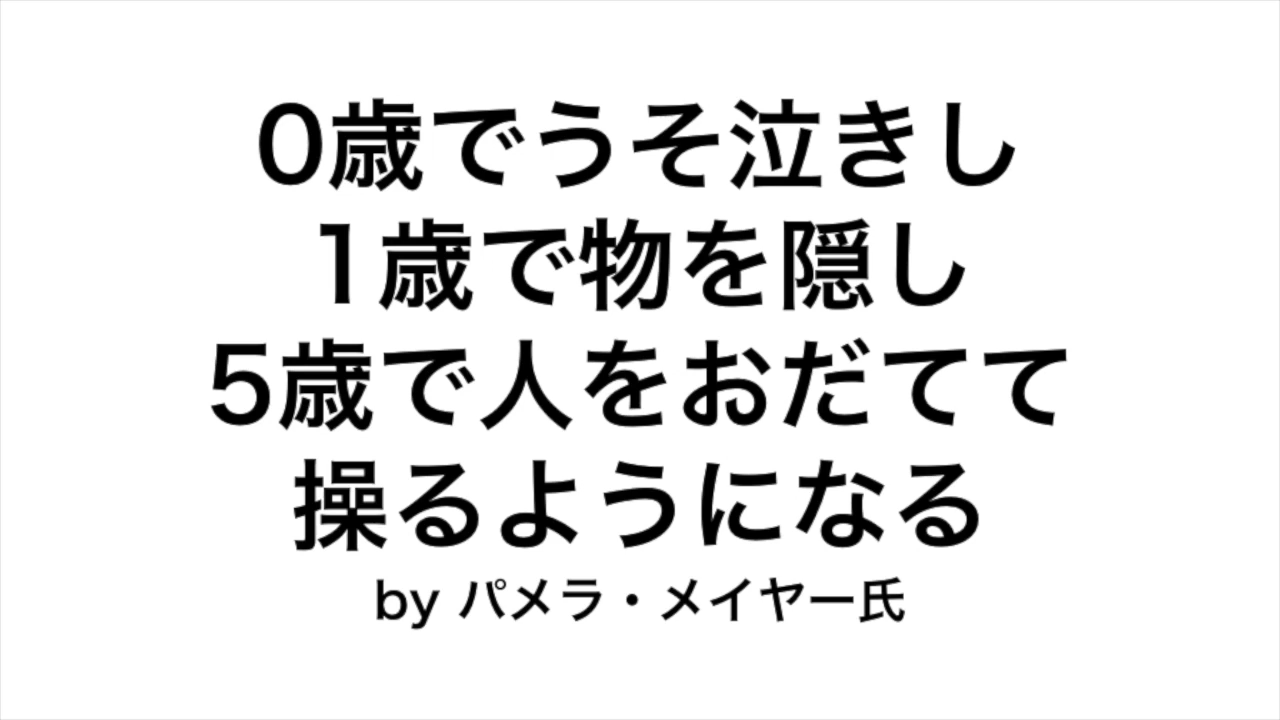 0歳でうそ泣きし
1歳で物を隠し
5歳で人をおだてて
操るようになる
by パメラ・メイヤー氏